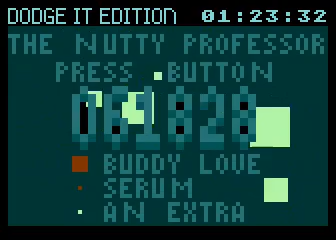 DODGE IT EDITION 01:23:32
THE NUTTY PROFESSOR
PRESS BUTTON
061828
BUDDY LOVE
SERUM
AN EXTRA